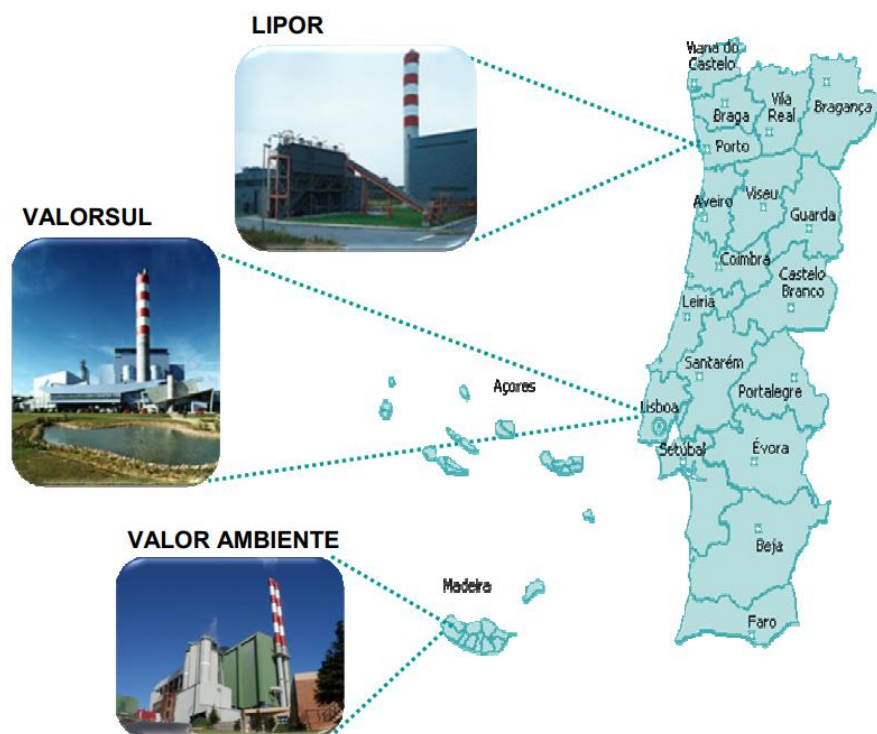 LIPOR
VALORSUL
VALOR AMBIENTE
Viana do
Castelo
Braga
Vila
Real
Bragança
Porto
Aveiro
Viseu
Guarda
Coimbra
Castelo
Branco
Leiria
Santarém
Portalegre
Lisboa
Setúbal
Évora
Beja
Faro
Açores
Madeira